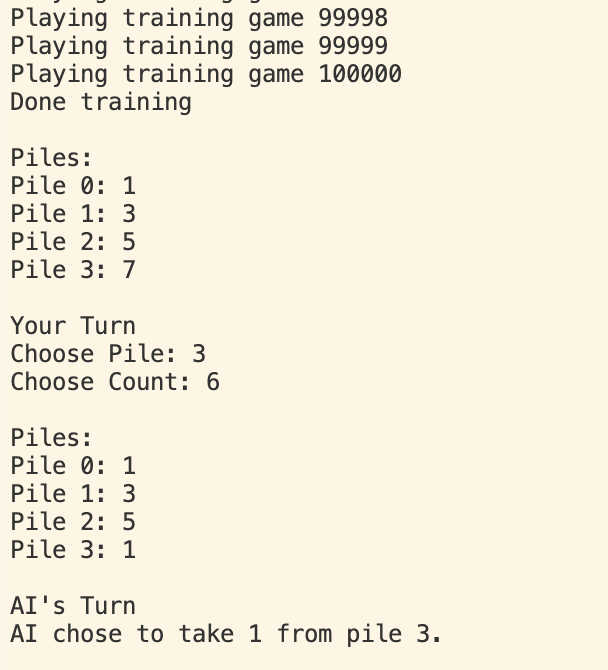 Playing training game 99998
Playing training game 99999
Playing training game 100000
Done training
Piles:
Pile 0: 1
Pile 1: 3
Pile 2: 5
Pile 3: 7
Your Turn
Choose Pile: 3
Choose Count: 6
Piles:
Pile 0: 1
Pile 1: 3
Pile 2: 5
Pile 3: 1
AI's Turn
AI chose to take 1 from pile 3.